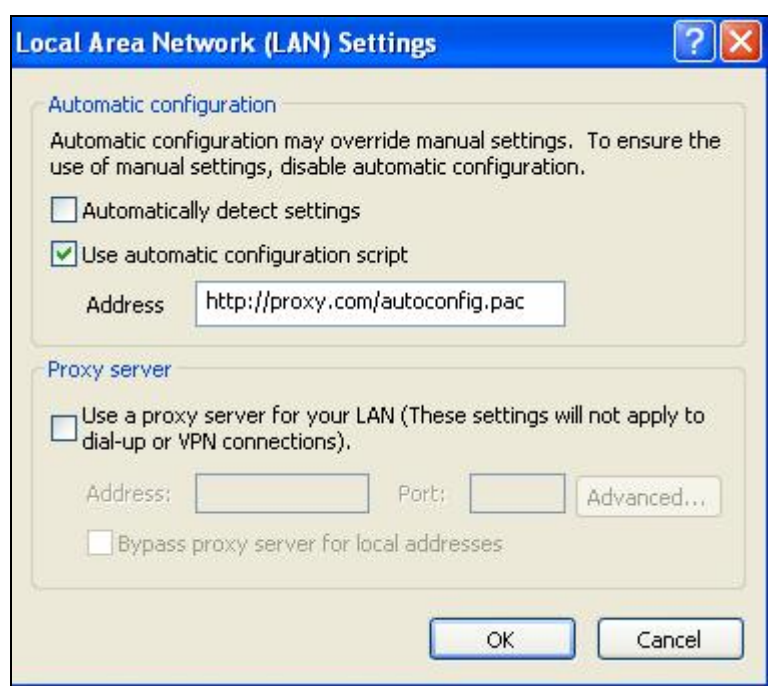 Local Area Network (LAN) Settings
Automatic configuration
Automatic configuration may override manual settings. To ensure the
use of manual settings, disable automatic configuration.
Automatically detect settings
Use automatic configuration script
Address http://proxy.com/autoconfig.pac
Proxy server
Use a proxy server for your LAN (These settings will not apply to
dial-up or VPN connections).
Address: Port: Advanced...
Bypass proxy server for local addresses
OK Cancel